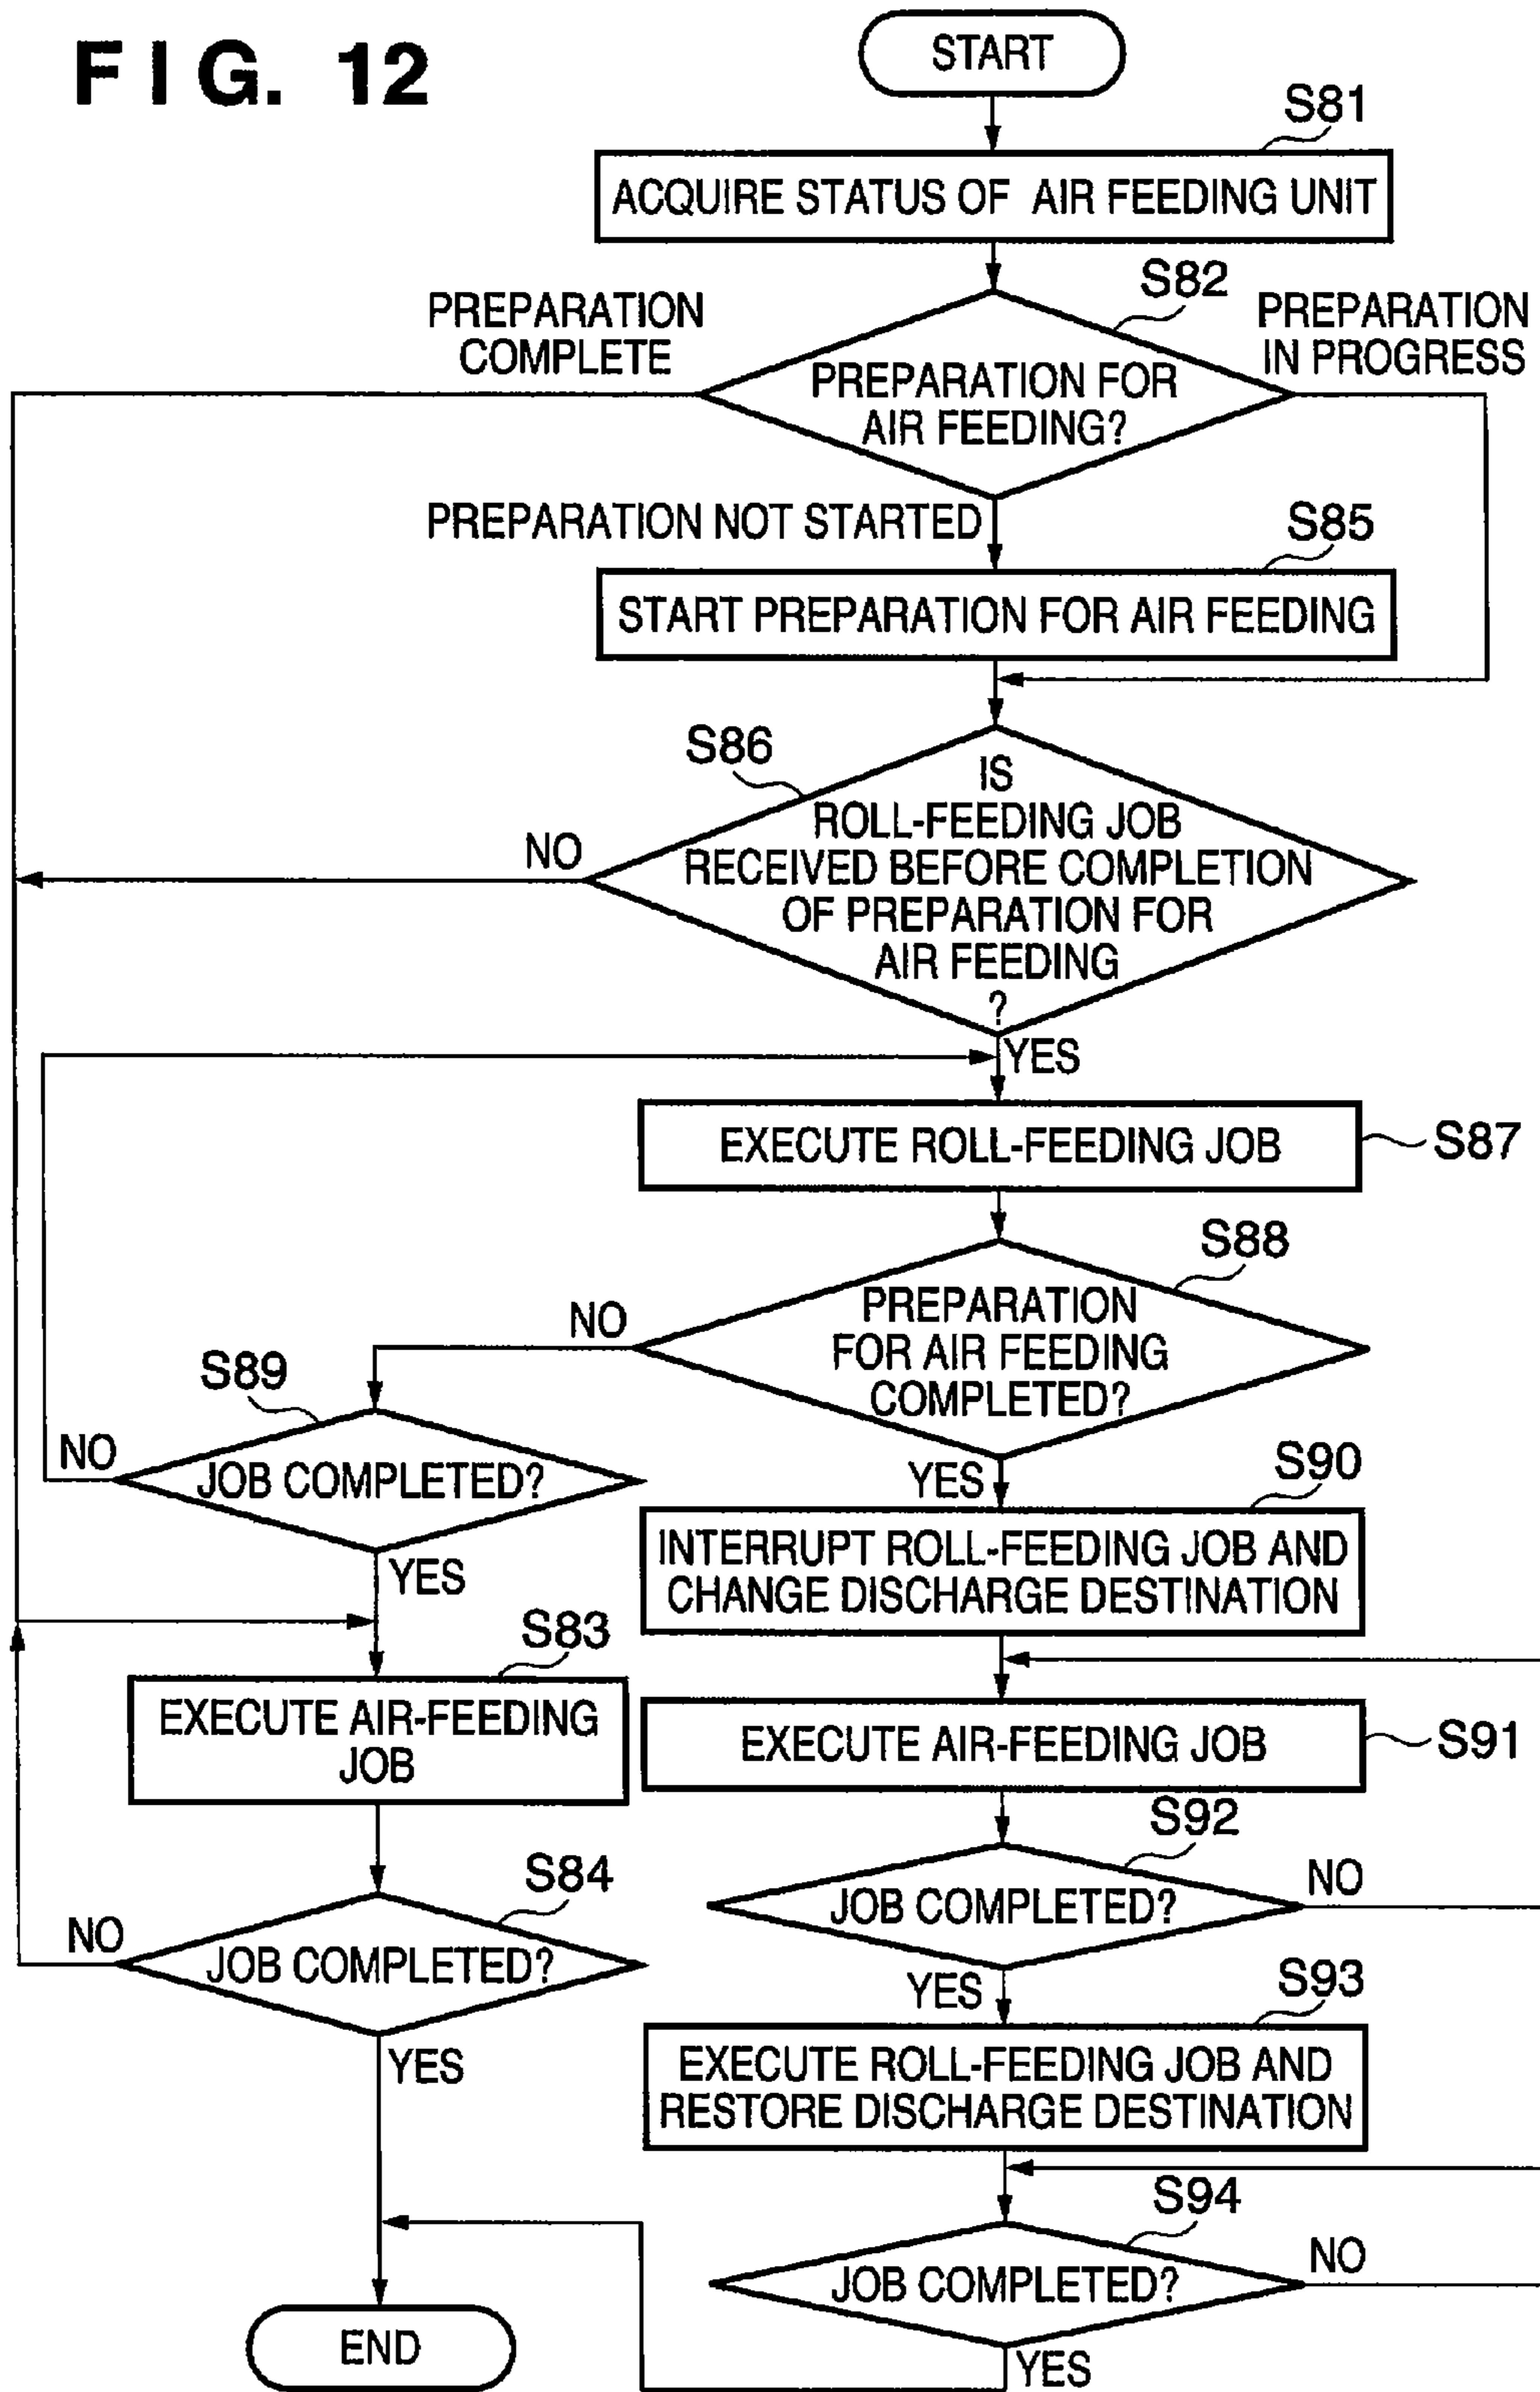 FIG. 12
START
S81
ACQUIRE STATUS OF AIR FEEDING UNIT
S82
PREPARATION
COMPLETE
PREPARATION
IN PROGRESS
PREPARATION FOR
AIR FEEDING?
PREPARATION NOT STARTED
S85
START PREPARATION FOR AIR FEEDING
S86
IS
ROLL-FEEDING JOB
RECEIVED BEFORE COMPLETION
OF PREPARATION FOR
AIR FEEDING
?
NO
YES
EXECUTE ROLL-FEEDING JOB
S87
S88
PREPARATION
FOR AIR FEEDING
COMPLETED?
NO
S89
NO
JOB COMPLETED?
YES
YES
S90
INTERRUPT ROLL-FEEDING JOB AND
CHANGE DISCHARGE DESTINATION
S83
EXECUTE AIR-FEEDING
JOB
EXECUTE AIR-FEEDING JOB
S91
S92
JOB COMPLETED?
NO
S84
NO
JOB COMPLETED?
YES
YES
S93
EXECUTE ROLL-FEEDING JOB AND
RESTORE DISCHARGE DESTINATION
S94
JOB COMPLETED?
NO
YES
END